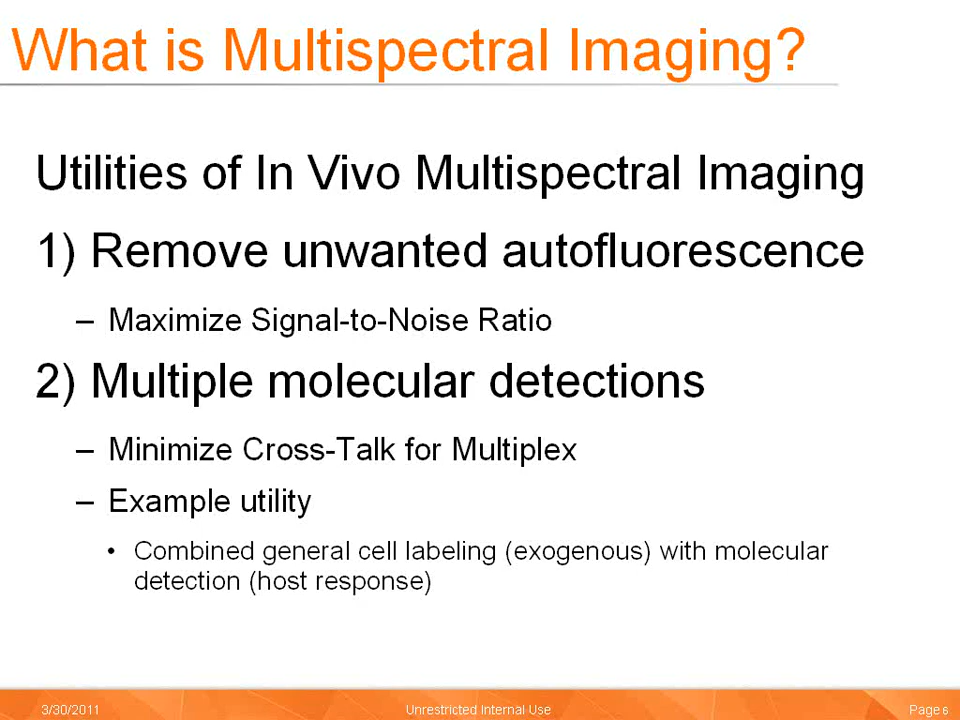 What is Multispectral Imaging?
Utilities of In Vivo Multispectral Imaging
1) Remove unwanted autofluorescence
– Maximize Signal-to-Noise Ratio
2) Multiple molecular detections
– Minimize Cross-Talk for Multiplex
– Example utility
• Combined general cell labeling (exogenous) with molecular
detection (host response)
3/30/2011 Unrestricted Internal Use Page 6